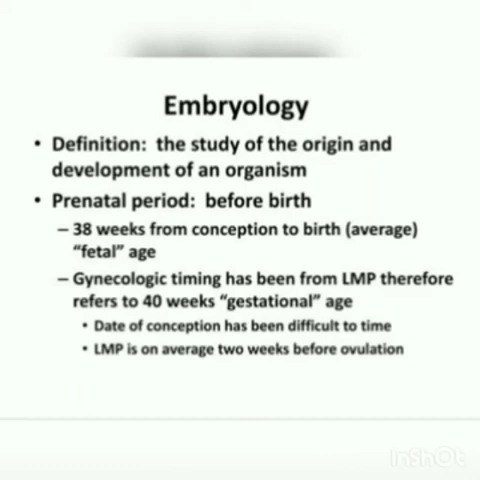 Embryology
• Definition: the study of the origin and
development of an organism
• Prenatal period: before birth
– 38 weeks from conception to birth (average)
"fetal" age
– Gynecologic timing has been from LMP therefore
refers to 40 weeks "gestational" age
• Date of conception has been difficult to time
• LMP is on average two weeks before ovulation
InShOt